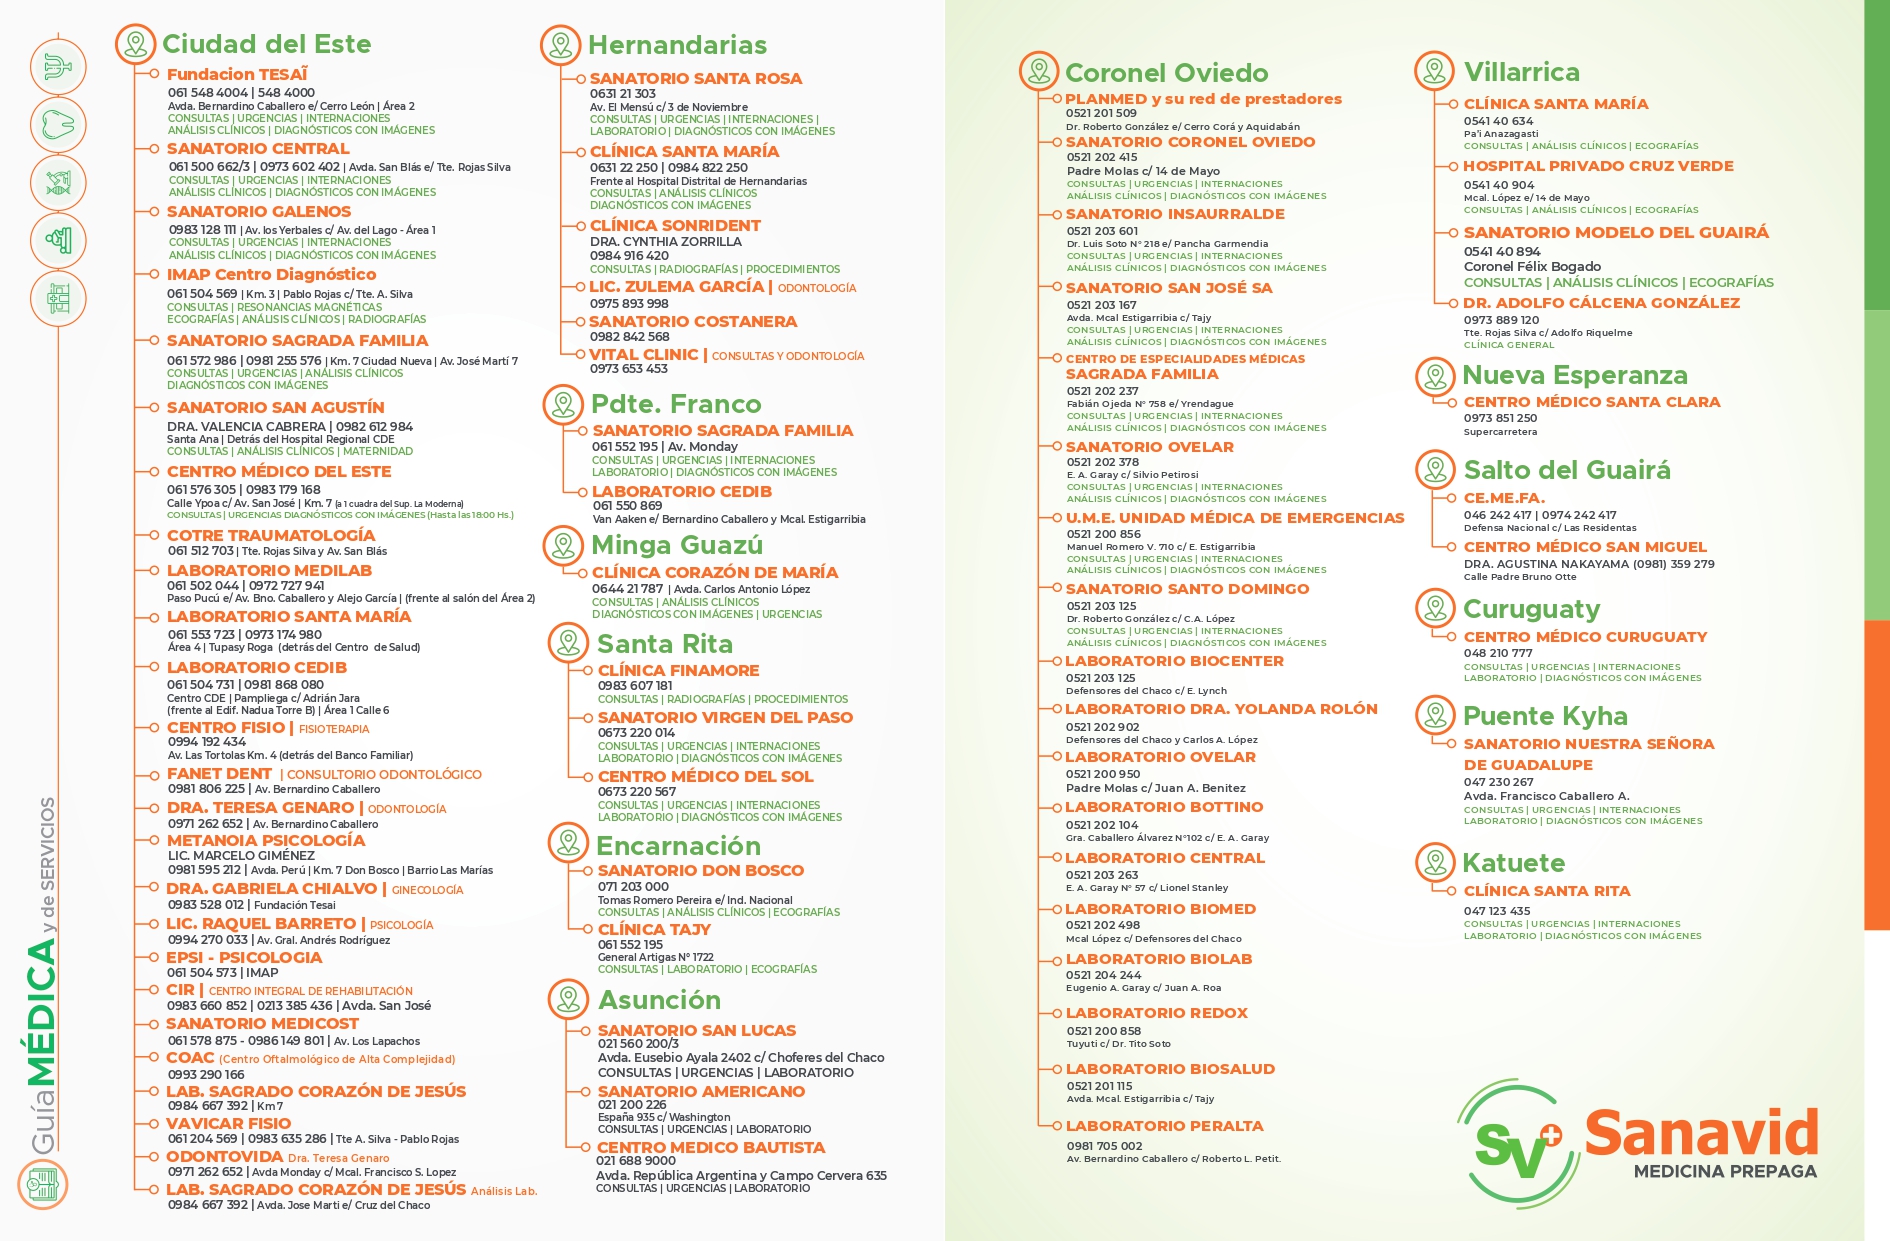 Guía MÉDICA y de SERVICIOS
Ciudad del Este
Fundacion TESAĨ
061 548 4004 | 548 4000
Avda. Bernardino Caballero e/ Cerro León | Área 2
CONSULTAS | URGENCIAS | INTERNACIONES
ANÁLISIS CLÍNICOS | DIAGNÓSTICOS CON IMÁGENES
SANATORIO CENTRAL
061 500 662/3 | 0973 602 402 | Avda. San Blás e/ Tte. Rojas Silva
CONSULTAS | URGENCIAS | INTERNACIONES
ANÁLISIS CLÍNICOS | DIAGNÓSTICOS CON IMÁGENES
SANATORIO GALENOS
0983 128 111 | Av. los Yerbales c/ Av. del Lago - Área 1
CONSULTAS | URGENCIAS | INTERNACIONES
ANÁLISIS CLÍNICOS | DIAGNÓSTICOS CON IMÁGENES
IMAP Centro Diagnóstico
061 504 569 | Km. 3 | Pablo Rojas c/ Tte. A. Silva
CONSULTAS | RESONANCIAS MAGNÉTICAS
ECOGRAFÍAS | ANÁLISIS CLÍNICOS | RADIOGRAFÍAS
SANATORIO SAGRADA FAMILIA
061 572 986 | 0981 255 576 | Km. 7 Ciudad Nueva | Av. José Martí 7
CONSULTAS | URGENCIAS | ANÁLISIS CLÍNICOS
DIAGNÓSTICOS CON IMÁGENES
SANATORIO SAN AGUSTÍN
DRA. VALENCIA CABRERA | 0982 612 984
Santa Ana | Detrás del Hospital Regional CDE
CONSULTAS | ANÁLISIS CLÍNICOS | MATERNIDAD
CENTRO MÉDICO DEL ESTE
061 576 305 | 0983 179 168
Calle Ypoa c/ Av. San José | Km. 7 (a 1 cuadra del Sup. La Moderna)
CONSULTAS | URGENCIAS DIAGNÓSTICOS CON IMÁGENES (Hasta las 18:00 Hs.)
COTRE TRAUMATOLOGÍA
061 512 703 | Tte. Rojas Silva y Av. San Blás
LABORATORIO MEDILAB
061 502 044 | 0972 727 941
Paso Pucú e/ Av. Bno. Caballero y Alejo García | (frente al salón del Área 2)
LABORATORIO SANTA MARÍA
061 553 723 | 0973 174 980
Área 4 | Tupasy Roga (detrás del Centro de Salud)
LABORATORIO CEDIB
061 504 731 | 0981 868 080
Centro CDE | Pampliega c/ Adrián Jara
(frente al Edif. Nadua Torre B) | Área 1 Calle 6
CENTRO FISIO | FISIOTERAPIA
0994 192 434
Av. Las Tortolas Km. 4 (detrás del Banco Familiar)
FANET DENT | CONSULTORIO ODONTOLÓGICO
0981 806 225 | Av. Bernardino Caballero
DRA. TERESA GENARO | ODONTOLOGÍA
0971 262 652 | Av. Bernardino Caballero
METANOIA PSICOLOGÍA
LIC. MARCELO GIMÉNEZ
0981 595 212 | Avda. Perú | Km. 7 Don Bosco | Barrio Las Marías
DRA. GABRIELA CHIALVO | GINECOLOGÍA
0983 528 012 | Fundación Tesai
LIC. RAQUEL BARRETO | PSICOLOGÍA
0994 270 033 | Av. Gral. Andrés Rodríguez
EPSI - PSICOLOGIA
061 504 573 | IMAP
CIR | CENTRO INTEGRAL DE REHABILITACIÓN
0983 660 852 | 0213 385 436 | Avda. San José
SANATORIO MEDICOST
061 578 875 - 0986 149 801 | Av. Los Lapachos
COAC (Centro Oftalmológico de Alta Complejidad)
0993 290 166
LAB. SAGRADO CORAZÓN DE JESÚS
0984 667 392 | Km 7
VAVICAR FISIO
061 204 569 | 0983 635 286 | Tte A. Silva - Pablo Rojas
ODONTOVIDA Dra. Teresa Genaro
0971 262 652 | Avda Monday c/ Mcal. Francisco S. Lopez
LAB. SAGRADO CORAZÓN DE JESÚS Análisis Lab.
0984 667 392 | Avda. Jose Marti e/ Cruz del Chaco
Hernandarias
SANATORIO SANTA ROSA
0631 21 303
Av. El Mensú c/ 3 de Noviembre
CONSULTAS | URGENCIAS | INTERNACIONES |
LABORATORIO | DIAGNÓSTICOS CON IMÁGENES
CLÍNICA SANTA MARÍA
0631 22 250 | 0984 822 250
Frente al Hospital Distrital de Hernandarias
CONSULTAS | ANÁLISIS CLÍNICOS
DIAGNÓSTICOS CON IMÁGENES
CLÍNICA SONRIDENT
DRA. CYNTHIA ZORRILLA
0984 916 420
CONSULTAS | RADIOGRAFÍAS | PROCEDIMIENTOS
LIC. ZULEMA GARCÍA | ODONTOLOGÍA
0975 893 998
SANATORIO COSTANERA
0982 842 568
VITAL CLINIC | CONSULTAS Y ODONTOLOGÍA
0973 653 453
Pdte. Franco
SANATORIO SAGRADA FAMILIA
061 552 195 | Av. Monday
CONSULTAS | URGENCIAS | INTERNACIONES
LABORATORIO | DIAGNÓSTICOS CON IMÁGENES
LABORATORIO CEDIB
061 550 869
Van Aaken e/ Bernardino Caballero y Mcal. Estigarribia
Minga Guazú
CLÍNICA CORAZÓN DE MARÍA
0644 21 787 | Avda. Carlos Antonio López
CONSULTAS | ANÁLISIS CLÍNICOS
DIAGNÓSTICOS CON IMÁGENES | URGENCIAS
Santa Rita
CLÍNICA FINAMORE
0983 607 181
CONSULTAS | RADIOGRAFÍAS | PROCEDIMIENTOS
SANATORIO VIRGEN DEL PASO
0673 220 014
CONSULTAS | URGENCIAS | INTERNACIONES
LABORATORIO | DIAGNÓSTICOS CON IMÁGENES
CENTRO MÉDICO DEL SOL
0673 220 567
CONSULTAS | URGENCIAS | INTERNACIONES
LABORATORIO | DIAGNÓSTICOS CON IMÁGENES
Encarnación
SANATORIO DON BOSCO
071 203 000
Tomas Romero Pereira e/ Ind. Nacional
CONSULTAS | ANÁLISIS CLÍNICOS | ECOGRAFÍAS
CLÍNICA TAJY
061 552 195
General Artigas N° 1722
CONSULTAS | LABORATORIO | ECOGRAFÍAS
Asunción
SANATORIO SAN LUCAS
021 560 200/3
Avda. Eusebio Ayala 2402 c/ Choferes del Chaco
CONSULTAS | URGENCIAS | LABORATORIO
SANATORIO AMERICANO
021 200 226
España 935 c/ Washington
CONSULTAS | URGENCIAS | LABORATORIO
CENTRO MEDICO BAUTISTA
021 688 9000
Avda. República Argentina y Campo Cervera 635
CONSULTAS | URGENCIAS | LABORATORIO
Coronel Oviedo
PLANMED y su red de prestadores
0521 201 509
Dr. Roberto González e/ Cerro Corá y Aquidabán
SANATORIO CORONEL OVIEDO
0521 202 415
Padre Molas c/ 14 de Mayo
CONSULTAS | URGENCIAS | INTERNACIONES
ANÁLISIS CLÍNICOS | DIAGNÓSTICOS CON IMÁGENES
SANATORIO INSAURRALDE
0521 203 601
Dr. Luis Soto N° 218 e/ Pancha Garmendia
CONSULTAS | URGENCIAS | INTERNACIONES
ANÁLISIS CLÍNICOS | DIAGNÓSTICOS CON IMÁGENES
SANATORIO SAN JOSÉ SA
0521 203 167
Avda. Mcal Estigarribia c/ Tajy
CONSULTAS | URGENCIAS | INTERNACIONES
ANÁLISIS CLÍNICOS | DIAGNÓSTICOS CON IMÁGENES
CENTRO DE ESPECIALIDADES MÉDICAS
SAGRADA FAMILIA
0521 202 237
Fabián Ojeda N° 758 e/ Yrendague
CONSULTAS | URGENCIAS | INTERNACIONES
ANÁLISIS CLÍNICOS | DIAGNÓSTICOS CON IMÁGENES
SANATORIO OVELAR
0521 202 378
E. A. Garay c/ Silvio Petirosi
CONSULTAS | URGENCIAS | INTERNACIONES
ANÁLISIS CLÍNICOS | DIAGNÓSTICOS CON IMÁGENES
U.M.E. UNIDAD MÉDICA DE EMERGENCIAS
0521 200 856
Manuel Romero V. 710 c/ E. Estigarribia
CONSULTAS | URGENCIAS | INTERNACIONES
ANÁLISIS CLÍNICOS | DIAGNÓSTICOS CON IMÁGENES
SANATORIO SANTO DOMINGO
0521 203 125
Dr. Roberto González c/ C.A. López
CONSULTAS | URGENCIAS | INTERNACIONES
ANÁLISIS CLÍNICOS | DIAGNÓSTICOS CON IMÁGENES
LABORATORIO BIOCENTER
0521 203 125
Defensores del Chaco c/ E. Lynch
LABORATORIO DRA. YOLANDA ROLÓN
0521 202 902
Defensores del Chaco y Carlos A. López
LABORATORIO OVELAR
0521 200 950
Padre Molas c/ Juan A. Benitez
LABORATORIO BOTTINO
0521 202 104
Gra. Caballero Álvarez N°102 c/ E. A. Garay
LABORATORIO CENTRAL
0521 203 263
E. A. Garay N° 57 c/ Lionel Stanley
LABORATORIO BIOMED
0521 202 498
Mcal López c/ Defensores del Chaco
LABORATORIO BIOLAB
0521 204 244
Eugenio A. Garay c/ Juan A. Roa
LABORATORIO REDOX
0521 200 858
Tuyuti c/ Dr. Tito Soto
LABORATORIO BIOSALUD
0521 201 115
Avda. Mcal. Estigarribia c/ Tajy
LABORATORIO PERALTA
0981 705 002
Av. Bernardino Caballero c/ Roberto L. Petit.
Villarrica
CLÍNICA SANTA MARÍA
0541 40 634
Pa'i Anazagasti
CONSULTAS | ANÁLISIS CLÍNICOS | ECOGRAFÍAS
HOSPITAL PRIVADO CRUZ VERDE
0541 40 904
Mcal. López e/ 14 de Mayo
CONSULTAS | ANÁLISIS CLÍNICOS | ECOGRAFÍAS
SANATORIO MODELO DEL GUAIRÁ
0541 40 894
Coronel Félix Bogado
CONSULTAS | ANÁLISIS CLÍNICOS | ECOGRAFÍAS
DR. ADOLFO CÁLCENA GONZÁLEZ
0973 889 120
Tte. Rojas Silva c/ Adolfo Riquelme
CLÍNICA GENERAL
Nueva Esperanza
CENTRO MÉDICO SANTA CLARA
0973 851 250
Supercarretera
Salto del Guairá
CE.ME.FA.
046 242 417 | 0974 242 417
Defensa Nacional c/ Las Residentas
CENTRO MÉDICO SAN MIGUEL
DRA. AGUSTINA NAKAYAMA (0981) 359 279
Calle Padre Bruno Otte
Curuguaty
CENTRO MÉDICO CURUGUATY
048 210 777
CONSULTAS | URGENCIAS | INTERNACIONES
LABORATORIO | DIAGNÓSTICOS CON IMÁGENES
Puente Kyha
SANATORIO NUESTRA SEÑORA
DE GUADALUPE
047 230 267
Avda. Francisco Caballero A.
CONSULTAS | URGENCIAS | INTERNACIONES
LABORATORIO | DIAGNÓSTICOS CON IMÁGENES
Katuete
CLÍNICA SANTA RITA
047 123 435
CONSULTAS | URGENCIAS | INTERNACIONES
LABORATORIO | DIAGNÓSTICOS CON IMÁGENES
sv
Sanavid
MEDICINA PREPAGA